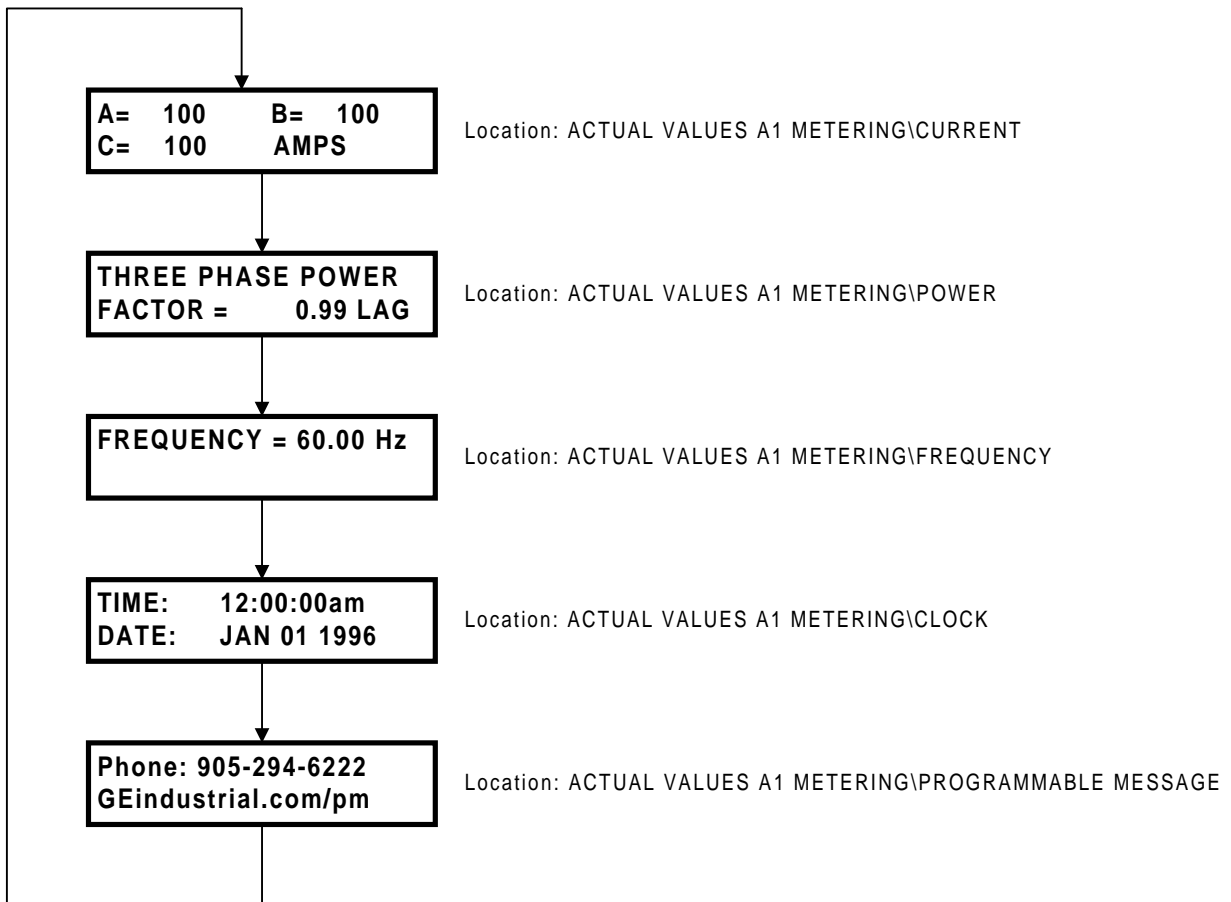 A= 100 B= 100
C= 100 AMPS
Location: ACTUAL VALUES A1 METERING\CURRENT
THREE PHASE POWER
FACTOR = 0.99 LAG
Location: ACTUAL VALUES A1 METERING\POWER
FREQUENCY = 60.00 Hz
Location: ACTUAL VALUES A1 METERING\FREQUENCY
TIME: 12:00:00am
DATE: JAN 01 1996
Location: ACTUAL VALUES A1 METERING\CLOCK
Phone: 905-294-6222
GEindustrial.com/pm
Location: ACTUAL VALUES A1 METERING\PROGRAMMABLE MESSAGE